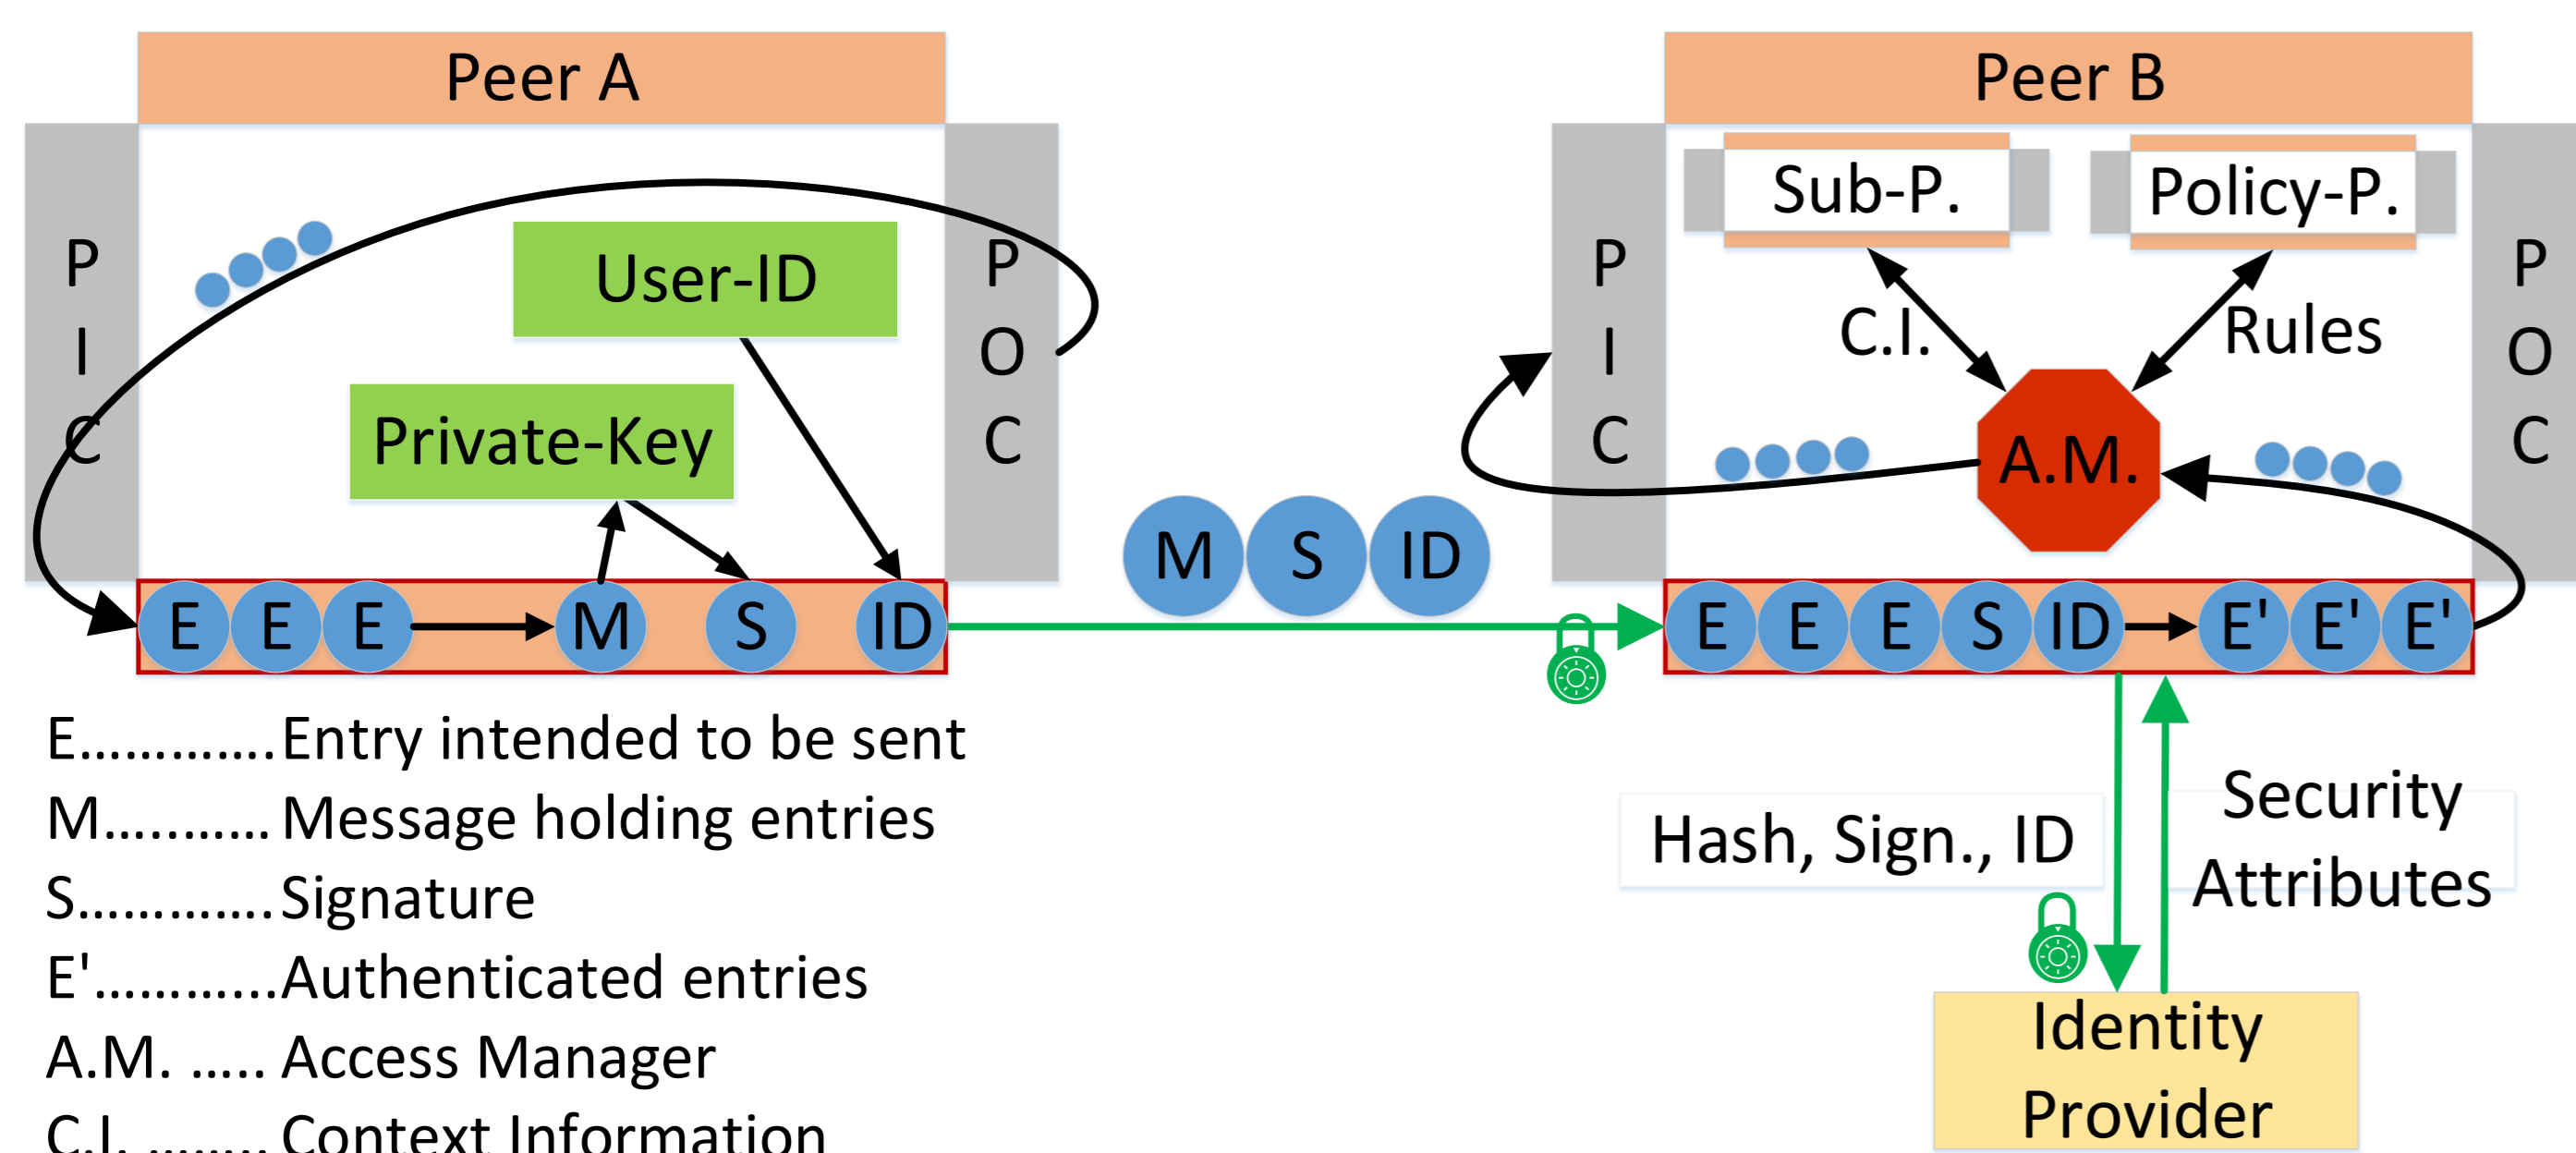 Peer A
Peer B
P
I
C
User-ID
Private-Key
P
O
C
P
I
C
Sub-P.
Policy-P.
C.I.
Rules
A.M.
P
O
C
M S ID
E E E M S ID
E E E S ID E' E' E'
E.............Entry intended to be sent
M........... Message holding entries
S.............Signature
E'............Authenticated entries
A.M. ..... Access Manager
C.I. ........ Context Information
Hash, Sign., ID
Security
Attributes
Identity
Provider